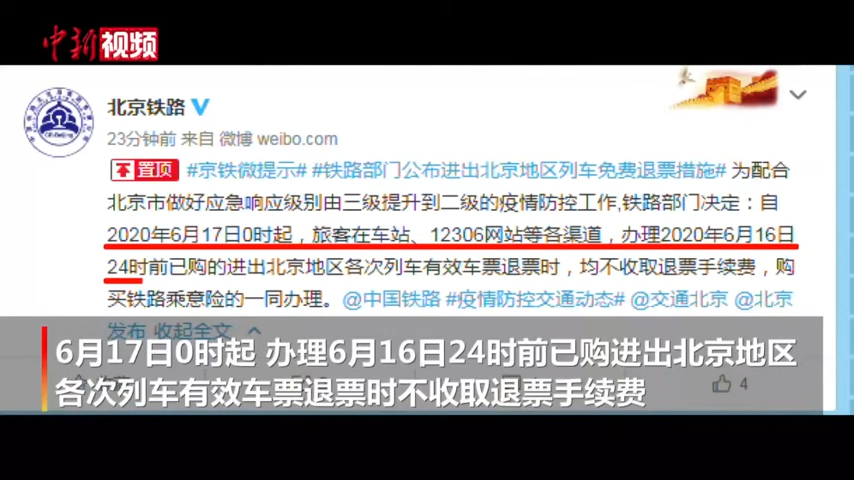 中新视频
北京铁路
23分钟前 来自 微博 weibo.com
置顶 #京铁微提示# #铁路部门公布进出北京地区列车免费退票措施# 为配合
北京市做好应急响应级别由三级提升到二级的疫情防控工作,铁路部门决定：自
2020年6月17日0时起，旅客在车站、12306网站等各渠道，办理2020年6月16日
24时前已购的进出北京地区各次列车有效车票退票时，均不收取退票手续费，购
买铁路乘意险的一同办理。@中国铁路 #疫情防控交通动态# @交通北京 @北京
发布 收起全文
6月17日0时起 办理6月16日24时前已购进出北京地区
各次列车有效车票退票时不收取退票手续费
4